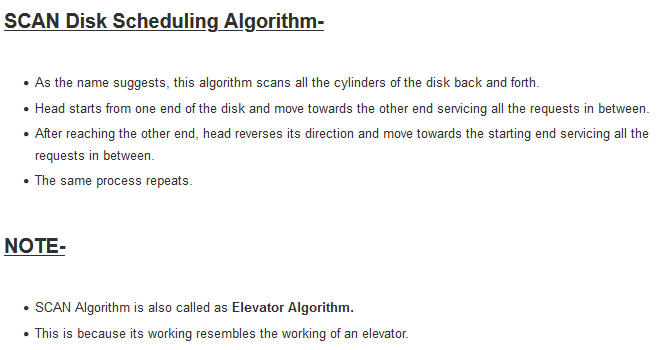 SCAN Disk Scheduling Algorithm-
• As the name suggests, this algorithm scans all the cylinders of the disk back and forth.
• Head starts from one end of the disk and move towards the other end servicing all the requests in between.
• After reaching the other end, head reverses its direction and move towards the starting end servicing all the
requests in between.
• The same process repeats.
NOTE-
• SCAN Algorithm is also called as Elevator Algorithm.
• This is because its working resembles the working of an elevator.